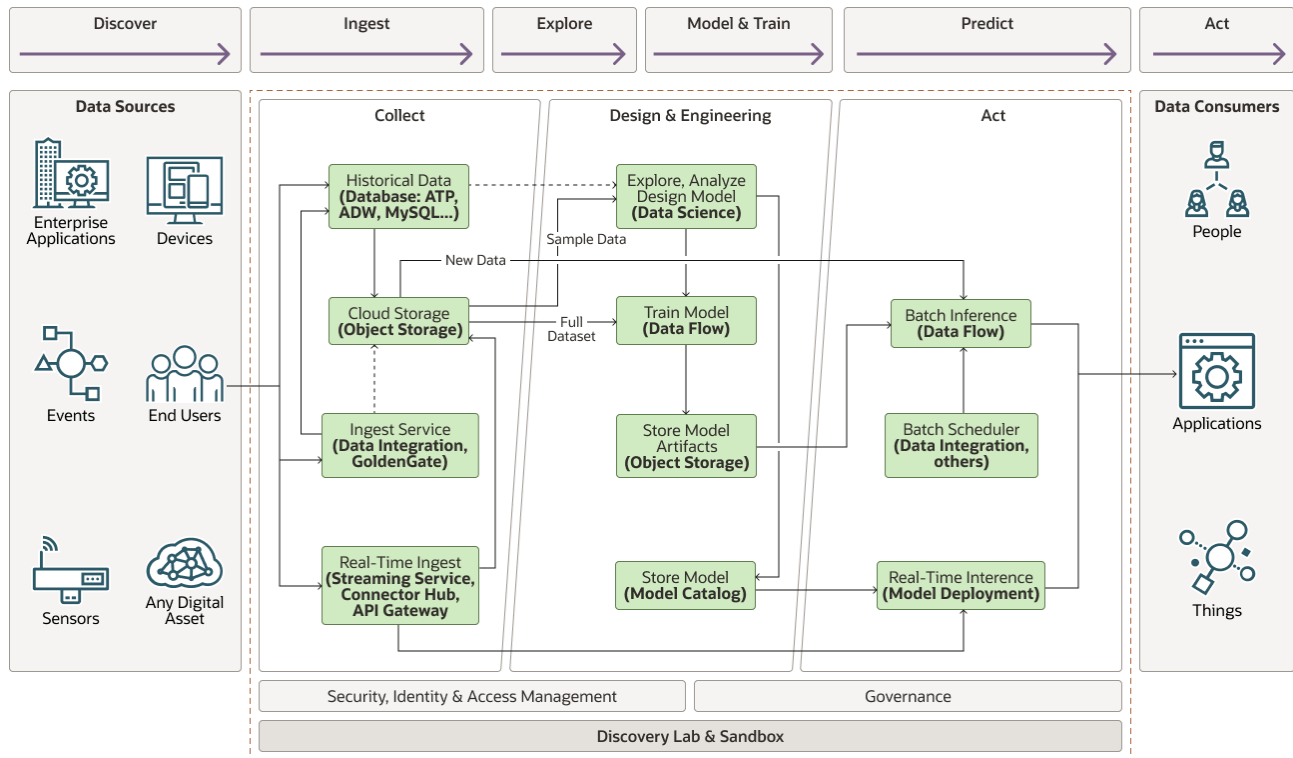 Discover
Ingest
Explore
Model & Train
Predict
Act
Data Sources
Enterprise
Applications
Devices
Events
End Users
Sensors
Any Digital
Asset
Collect
Historical Data
(Database: ATP,
ADW, MySQL...)
Cloud Storage
(Object Storage)
Ingest Service
(Data Integration,
GoldenGate)
Real-Time Ingest
(Streaming Service,
Connector Hub,
API Gateway
New Data
Sample Data
Full
Dataset
Design & Engineering
Explore, Analyze
Design Model
(Data Science)
Train Model
(Data Flow)
Store Model
Artifacts
(Object Storage)
Store Model
(Model Catalog)
Act
Batch Inference
(Data Flow)
Batch Scheduler
(Data Integration,
others)
Real-Time Interence
(Model Deployment)
Data Consumers
People
Applications
Things
Security, Identity & Access Management
Governance
Discovery Lab & Sandbox